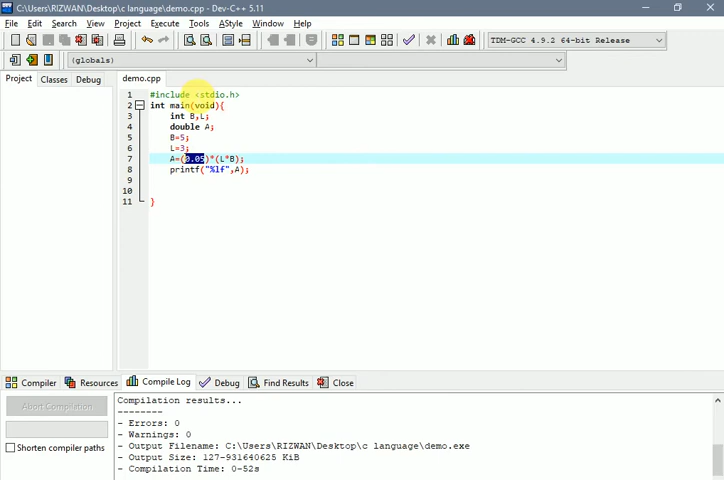 C:\Users\RIZWAN\Desktop\c language\demo.cpp - Dev-C++ 5.11
File Edit Search View Project Execute Tools AStyle Window Help
TDM-GCC 4.9.2 64-bit Release
(globals)
Project Classes Debug demo.cpp
1 #include <stdio.h>
2 int main(void){
3 int B,L;
4 double A;
5 B=5;
6 L=3;
7 A=(0.05)*(L*B);
8 printf("%lf",A);
9
10
11 }
Compiler Resources Compile Log Debug Find Results Close
Abort Compilation
Shorten compiler paths
Compilation results...
--------
- Errors: 0
- Warnings: 0
- Output Filename: C:\Users\RIZWAN\Desktop\c language\demo.exe
- Output Size: 127-931640625 KiB
- Compilation Time: 0-52s